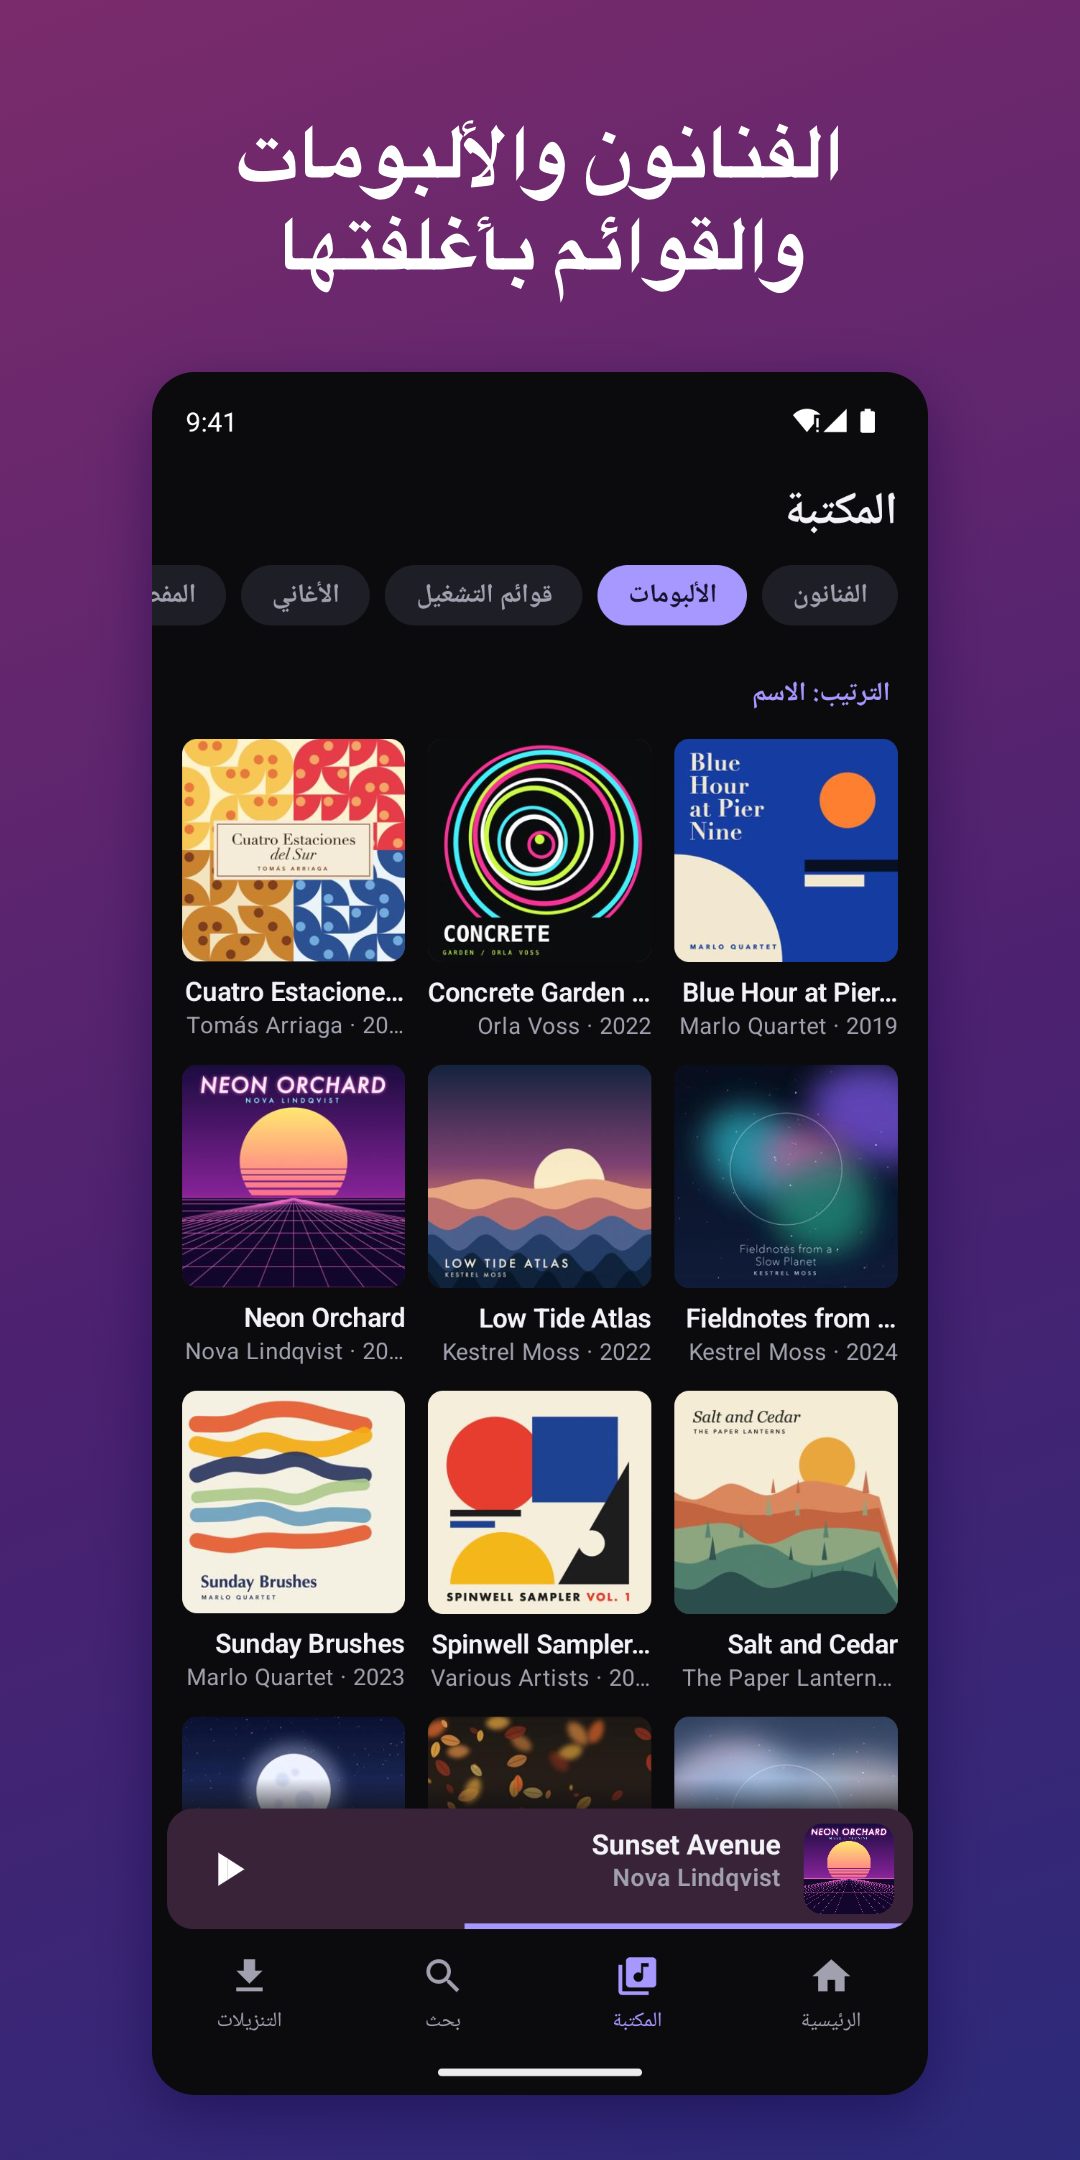 الفنانون والألبومات
والقوائم بأغلفتها
9:41
المكتبة
الفنانون
الألبومات
قوائم التشغيل
الأغاني
المفض
الترتيب: الاسم
Blue
Hour
at Pier
Nine
MARLO QUARTET
Blue Hour at Pier...
Marlo Quartet · 2019
CONCRETE
GARDEN / ORLA VOSS
Concrete Garden ...
Orla Voss · 2022
Cuatro Estaciones
del Sur
TOMÁS ARRIAGA
Cuatro Estacione...
Tomás Arriaga · 20...
Fieldnotes from a
Slow Planet
KESTREL MOSS
Fieldnotes from ...
Kestrel Moss · 2024
LOW TIDE ATLAS
KESTREL MOSS
Low Tide Atlas
Kestrel Moss · 2022
NEON ORCHARD
NOVA LINDQVIST
Neon Orchard
Nova Lindqvist · 20...
Salt and Cedar
THE PAPER LANTERNS
Salt and Cedar
The Paper Lantern...
SPINWELL SAMPLER VOL. 1
Spinwell Sampler...
Various Artists · 20...
Sunday Brushes
MARLO QUARTET
Sunday Brushes
Marlo Quartet · 2023
NEON ORCHARD
Sunset Avenue
Nova Lindqvist
الرئيسية
المكتبة
بحث
التنزيلات